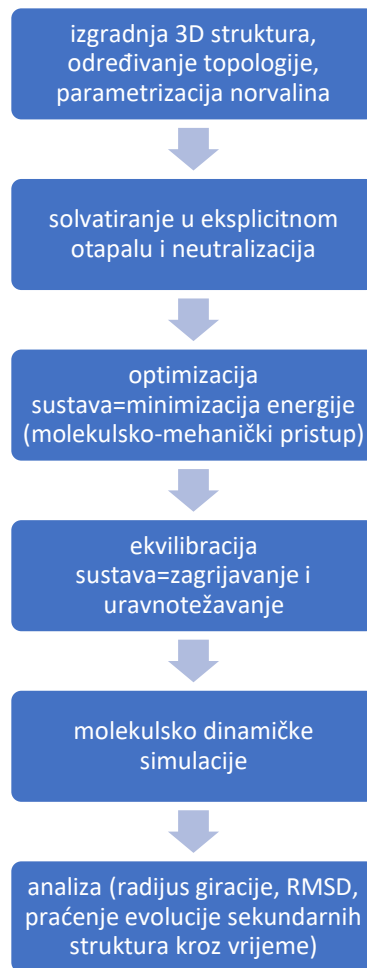 izgradnja 3D struktura,
određivanje topologije,
parametrizacija norvalina
solvatiranje u eksplicitnom
otapalu i neutralizacija
optimizacija
sustava=minimizacija energije
(molekulsko-mehanički pristup)
ekvilibracija
sustava=zagrijavanje i
uravnotežavanje
molekulsko dinamičke
simulacije
analiza (radijus giracije, RMSD,
praćenje evolucije sekundarnih
struktura kroz vrijeme)